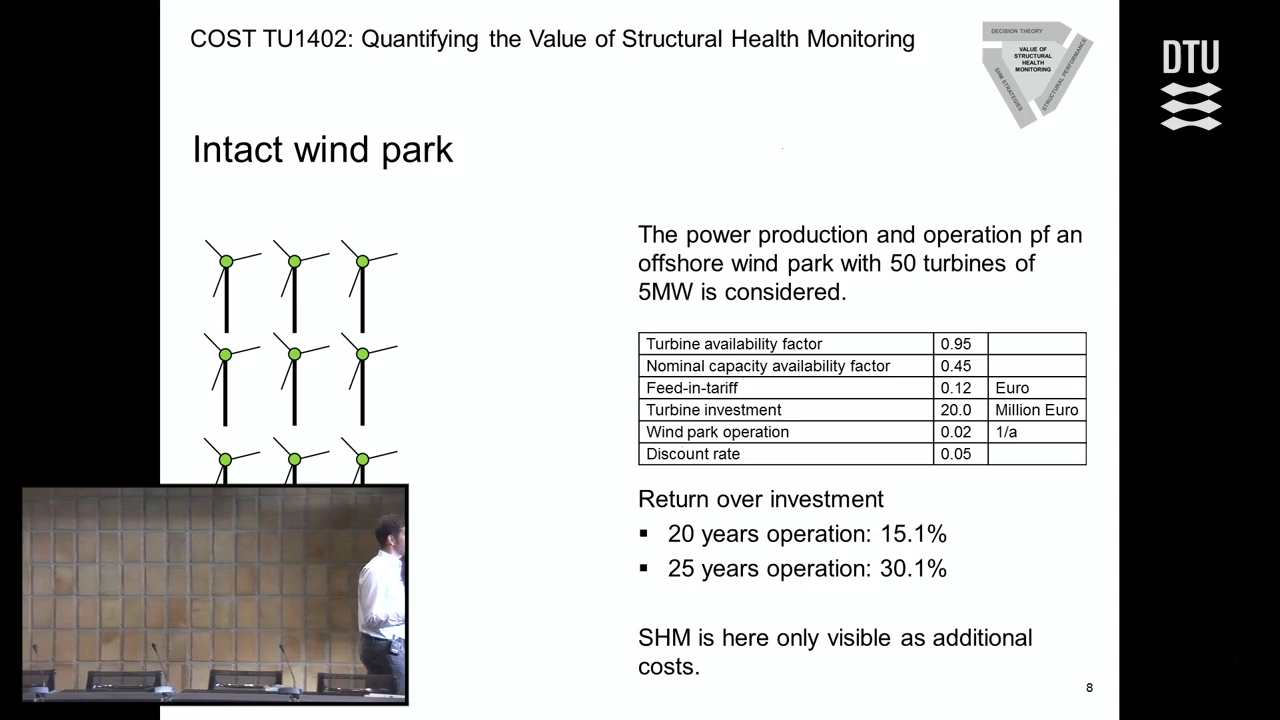 COST TU1402: Quantifying the Value of Structural Health Monitoring
DECISION THEORY
VALUE OF
STRUCTURAL
HEALTH
MONITORING
SHM STRATEGIES
STRUCTURAL PERFORMANCE
DTU
Intact wind park
The power production and operation pf an
offshore wind park with 50 turbines of
5MW is considered.
Turbine availability factor 0.95
Nominal capacity availability factor 0.45
Feed-in-tariff 0.12 Euro
Turbine investment 20.0 Million Euro
Wind park operation 0.02 1/a
Discount rate 0.05
Return over investment
▪ 20 years operation: 15.1%
▪ 25 years operation: 30.1%
SHM is here only visible as additional
costs.
8